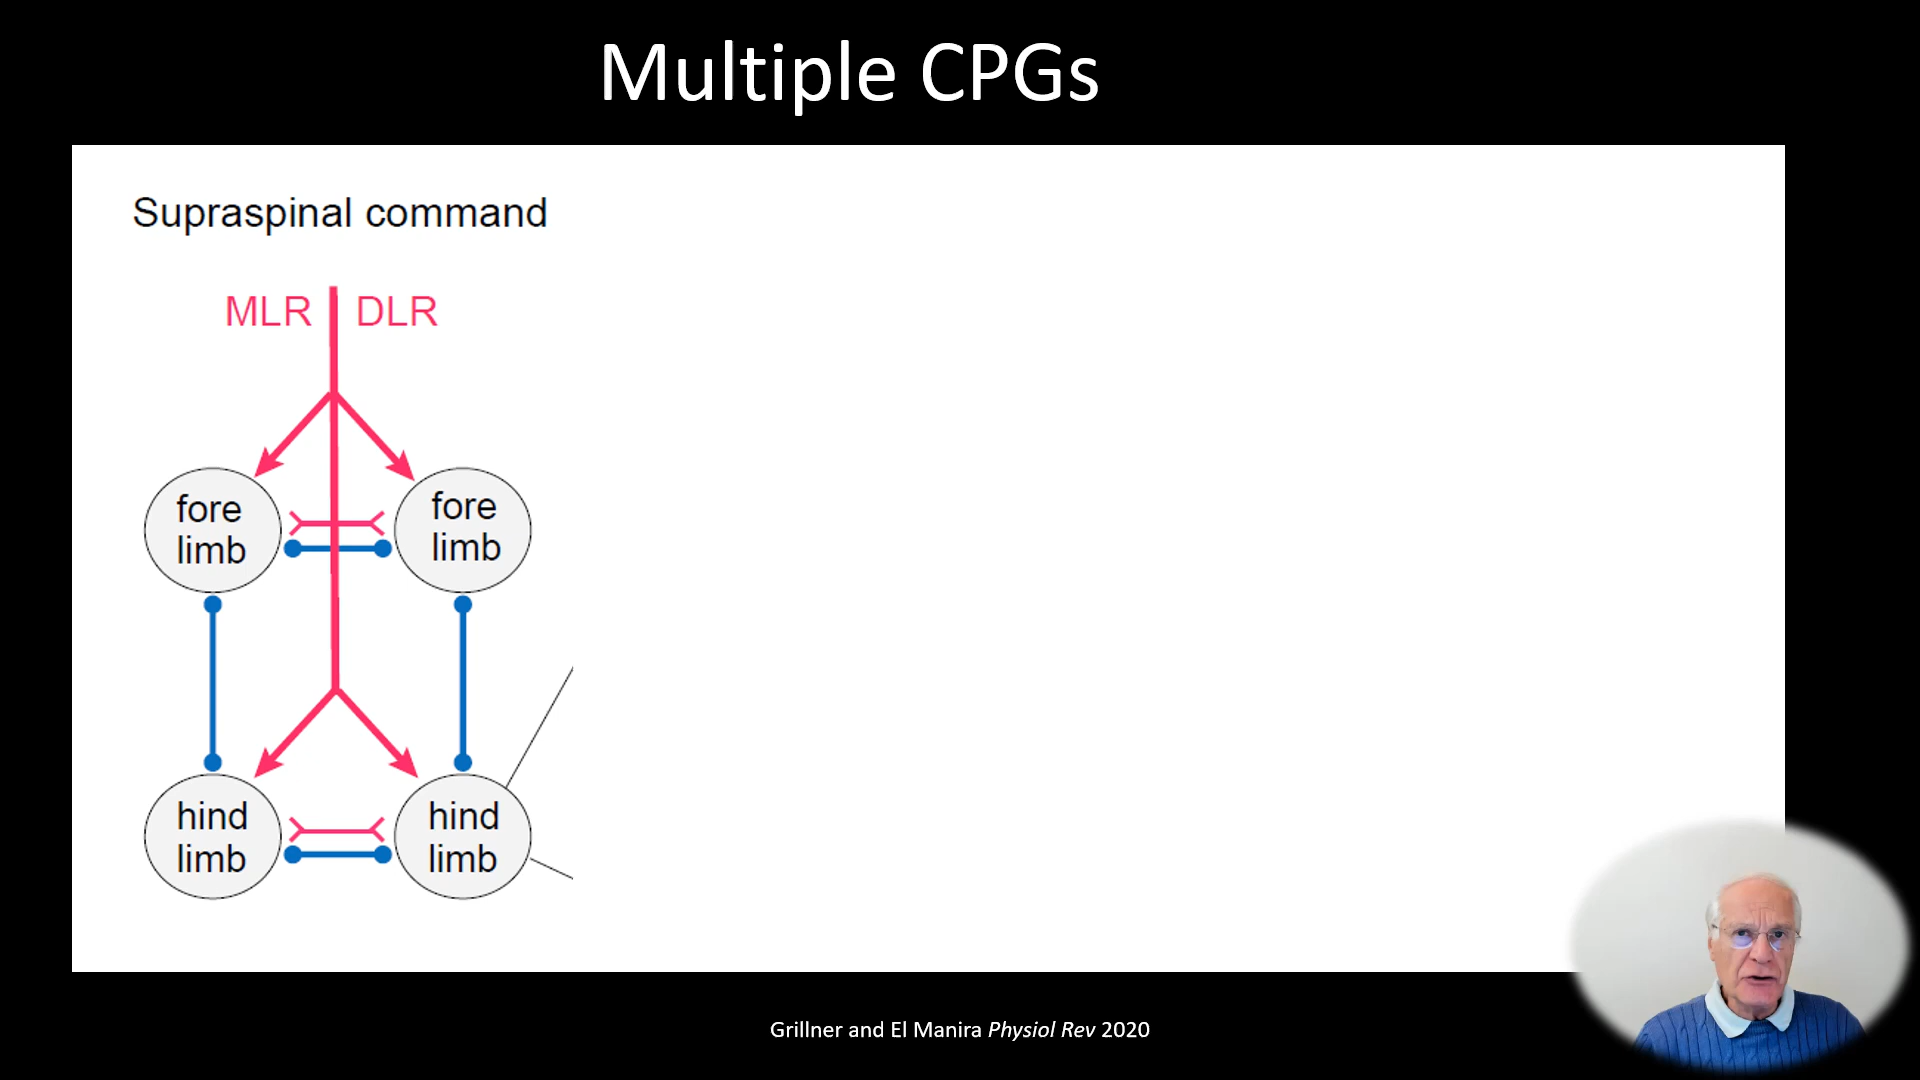 Multiple CPGs
Supraspinal command
MLR DLR
fore
limb
fore
limb
hind
limb
hind
limb
Grillner and El Manira Physiol Rev 2020